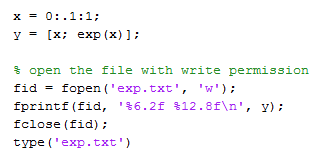 x = 0:.1:1;
y = [x; exp(x)];
% open the file with write permission
fid = fopen('exp.txt', 'w');
fprintf(fid, '%6.2f %12.8f\n', y);
fclose(fid);
type('exp.txt')